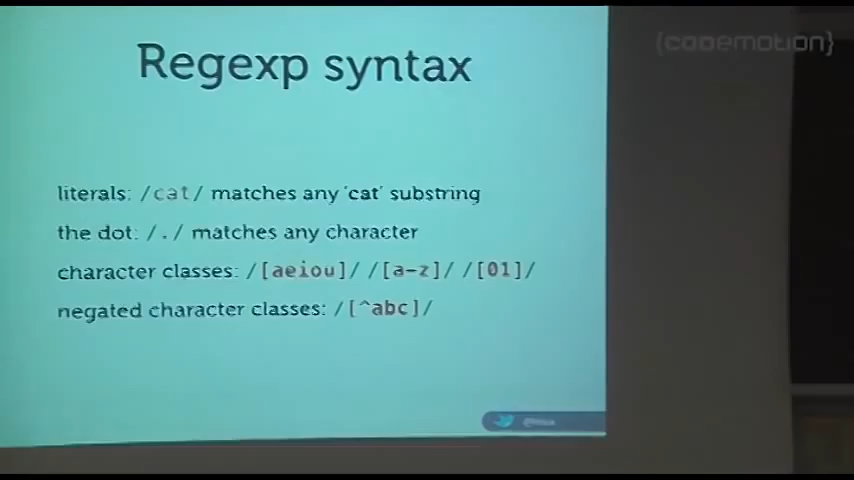 {codemotion}
Regexp syntax
literals: /cat/ matches any 'cat' substring
the dot: /./ matches any character
character classes: /[aeiou]/ /[a-z]/ /[01]/
negated character classes: /[^abc]/